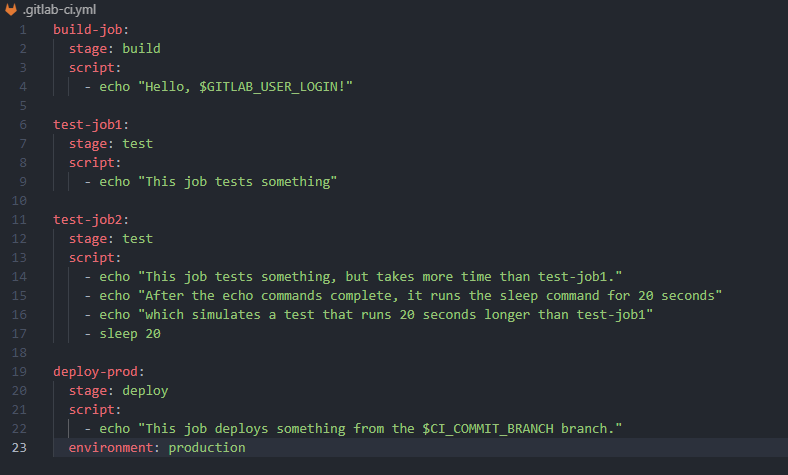 .gitlab-ci.yml
1 build-job:
2   stage: build
3   script:
4     - echo "Hello, $GITLAB_USER_LOGIN!"
5
6 test-job1:
7   stage: test
8   script:
9     - echo "This job tests something"
10
11 test-job2:
12   stage: test
13   script:
14     - echo "This job tests something, but takes more time than test-job1."
15     - echo "After the echo commands complete, it runs the sleep command for 20 seconds"
16     - echo "which simulates a test that runs 20 seconds longer than test-job1"
17     - sleep 20
18
19 deploy-prod:
20   stage: deploy
21   script:
22     - echo "This job deploys something from the $CI_COMMIT_BRANCH branch."
23   environment: production